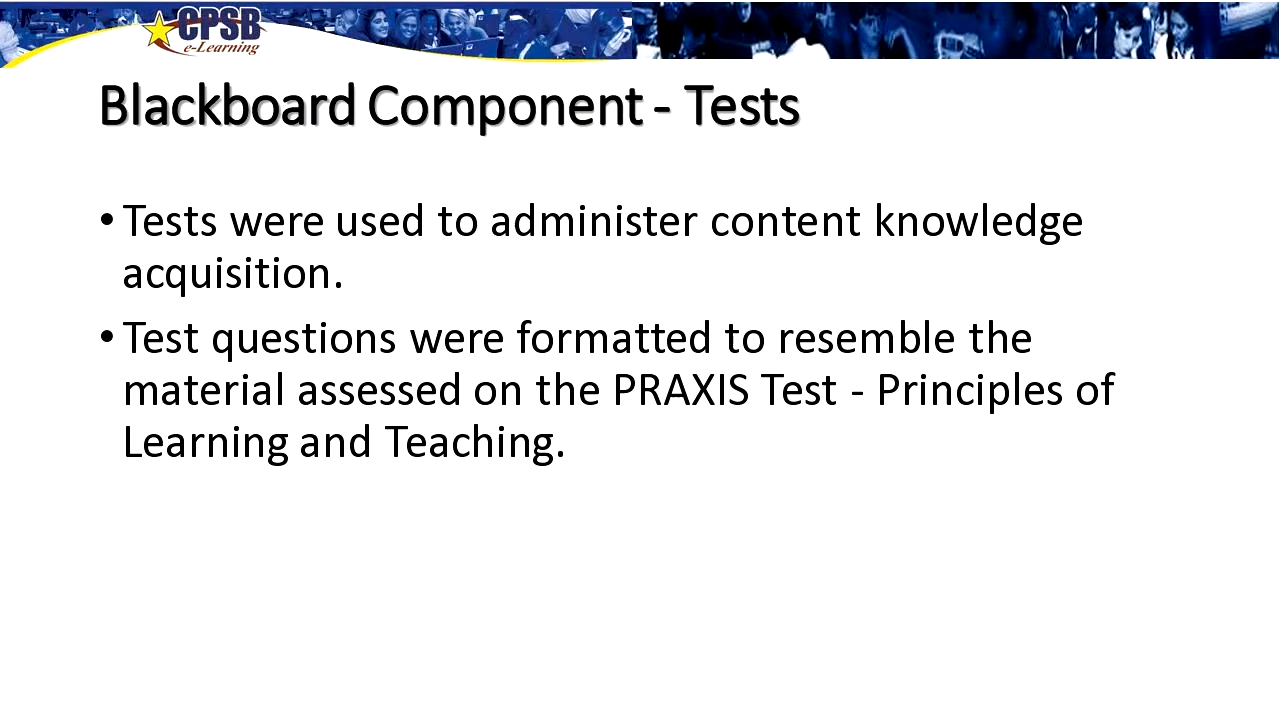 CPSB
e-Learning
Blackboard Component - Tests
• Tests were used to administer content knowledge
acquisition.
• Test questions were formatted to resemble the
material assessed on the PRAXIS Test - Principles of
Learning and Teaching.